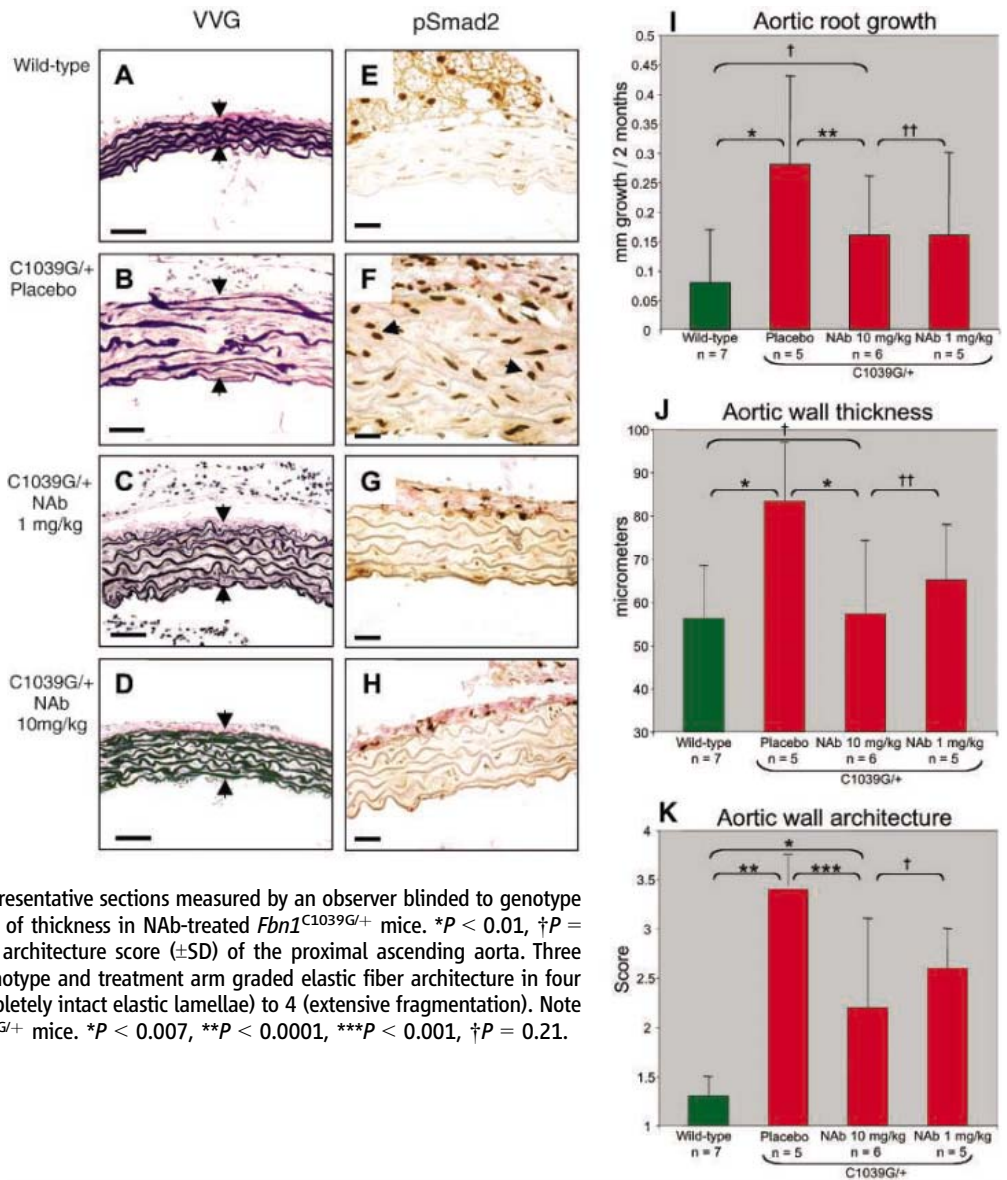 VVG
pSmad2
Wild-type
A
E
C1039G/+
Placebo
B
F
C1039G/+
NAb
1 mg/kg
C
G
C1039G/+
NAb
10mg/kg
D
H
I Aortic root growth
mm growth / 2 months
0.5
0.45
0.4
0.35
0.3
0.25
0.2
0.15
0.1
0.05
0
†
* ** ††
Wild-type Placebo NAb 10 mg/kg NAb 1 mg/kg
n = 7 n = 5 n = 6 n = 5
C1039G/+
J Aortic wall thickness
micrometers
100
90
80
70
60
50
40
30
†
* * ††
Wild-type Placebo NAb 10 mg/kg NAb 1 mg/kg
n = 7 n = 5 n = 6 n = 5
C1039G/+
K Aortic wall architecture
Score
4
3.5
3
2.5
2
1.5
1
*
** *** †
Wild-type Placebo NAb 10 mg/kg NAb 1 mg/kg
n = 7 n = 5 n = 6 n = 5
C1039G/+
resentative sections measured by an observer blinded to genotype
of thickness in NAb-treated Fbn1C1039G/+ mice. *P < 0.01, †P =
architecture score (±SD) of the proximal ascending aorta. Three
notype and treatment arm graded elastic fiber architecture in four
pletely intact elastic lamellae) to 4 (extensive fragmentation). Note
G/+ mice. *P < 0.007, **P < 0.0001, ***P < 0.001, †P = 0.21.